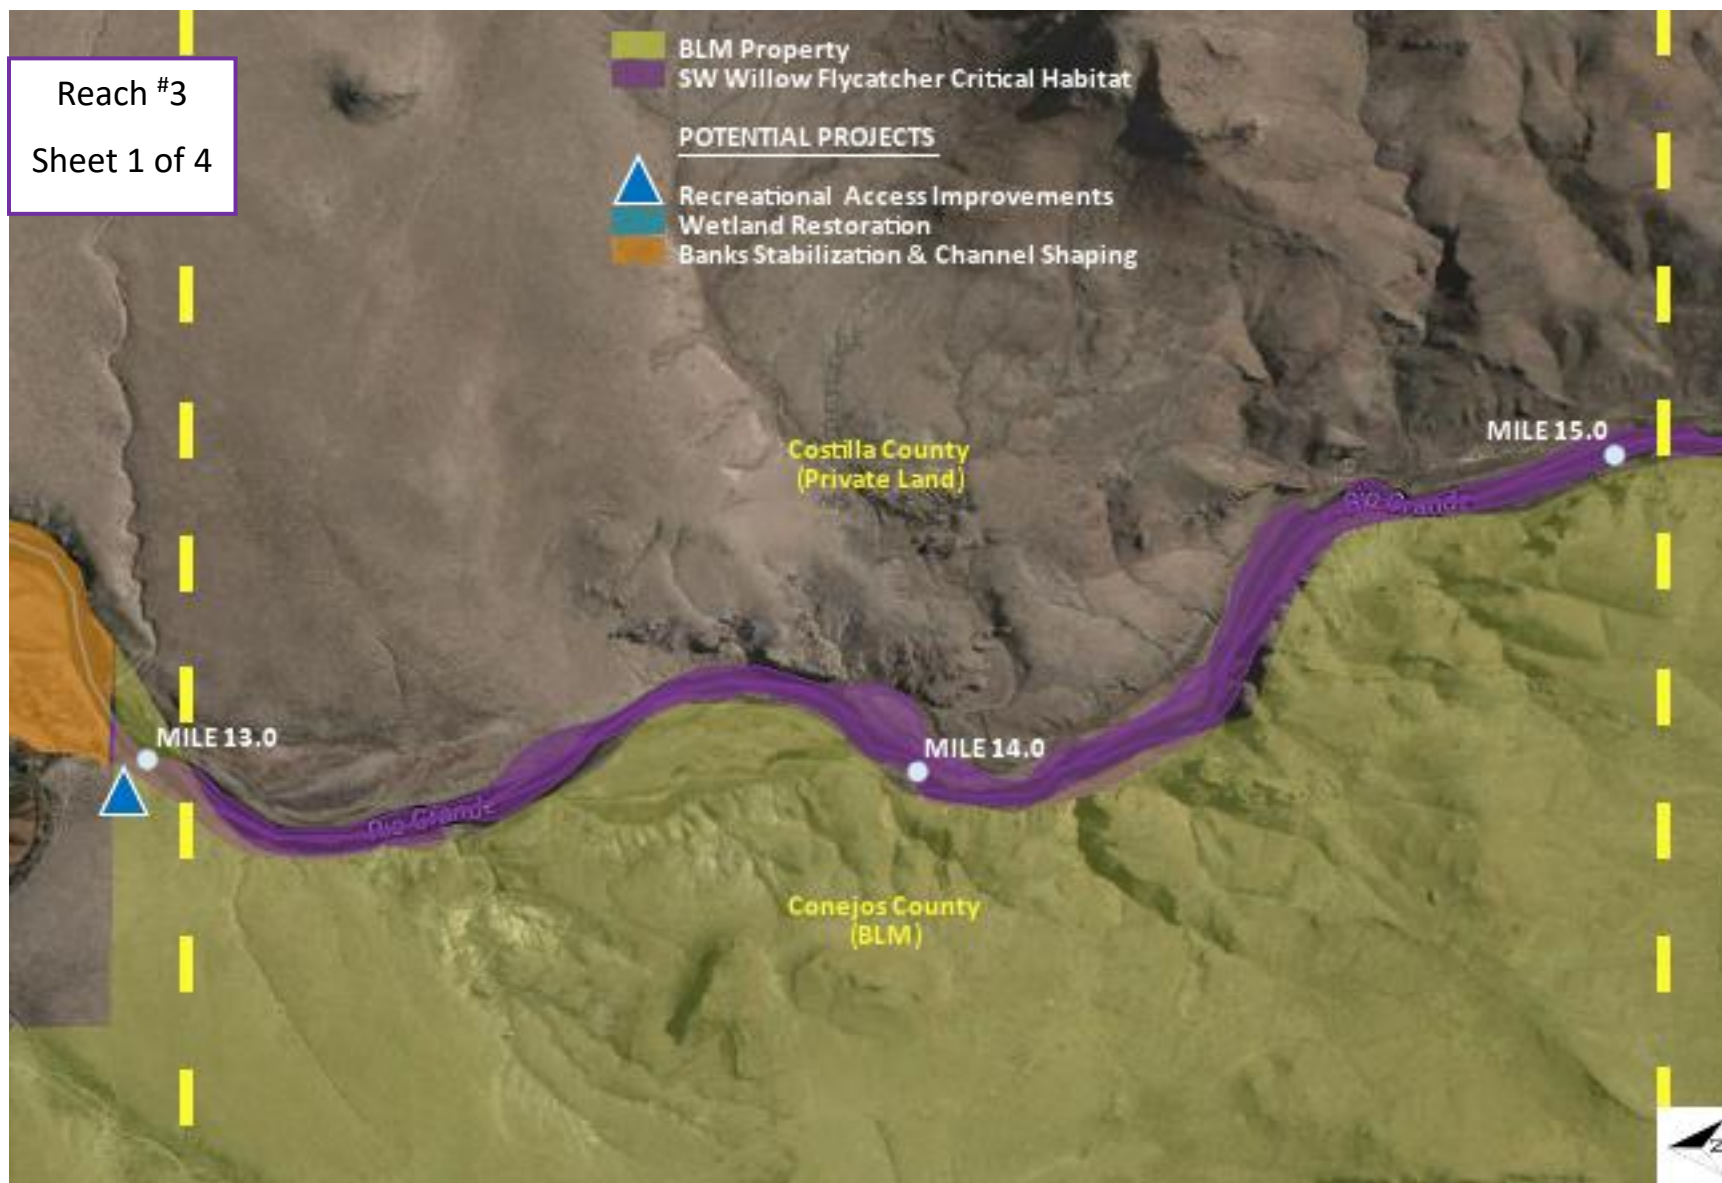 Reach #3
Sheet 1 of 4
BLM Property
SW Willow Flycatcher Critical Habitat
POTENTIAL PROJECTS
Recreational Access Improvements
Wetland Restoration
Banks Stabilization & Channel Shaping
Costilla County
(Private Land)
MILE 15.0
Rio Grande
MILE 13.0
MILE 14.0
Rio Grande
Conejos County
(BLM)
N